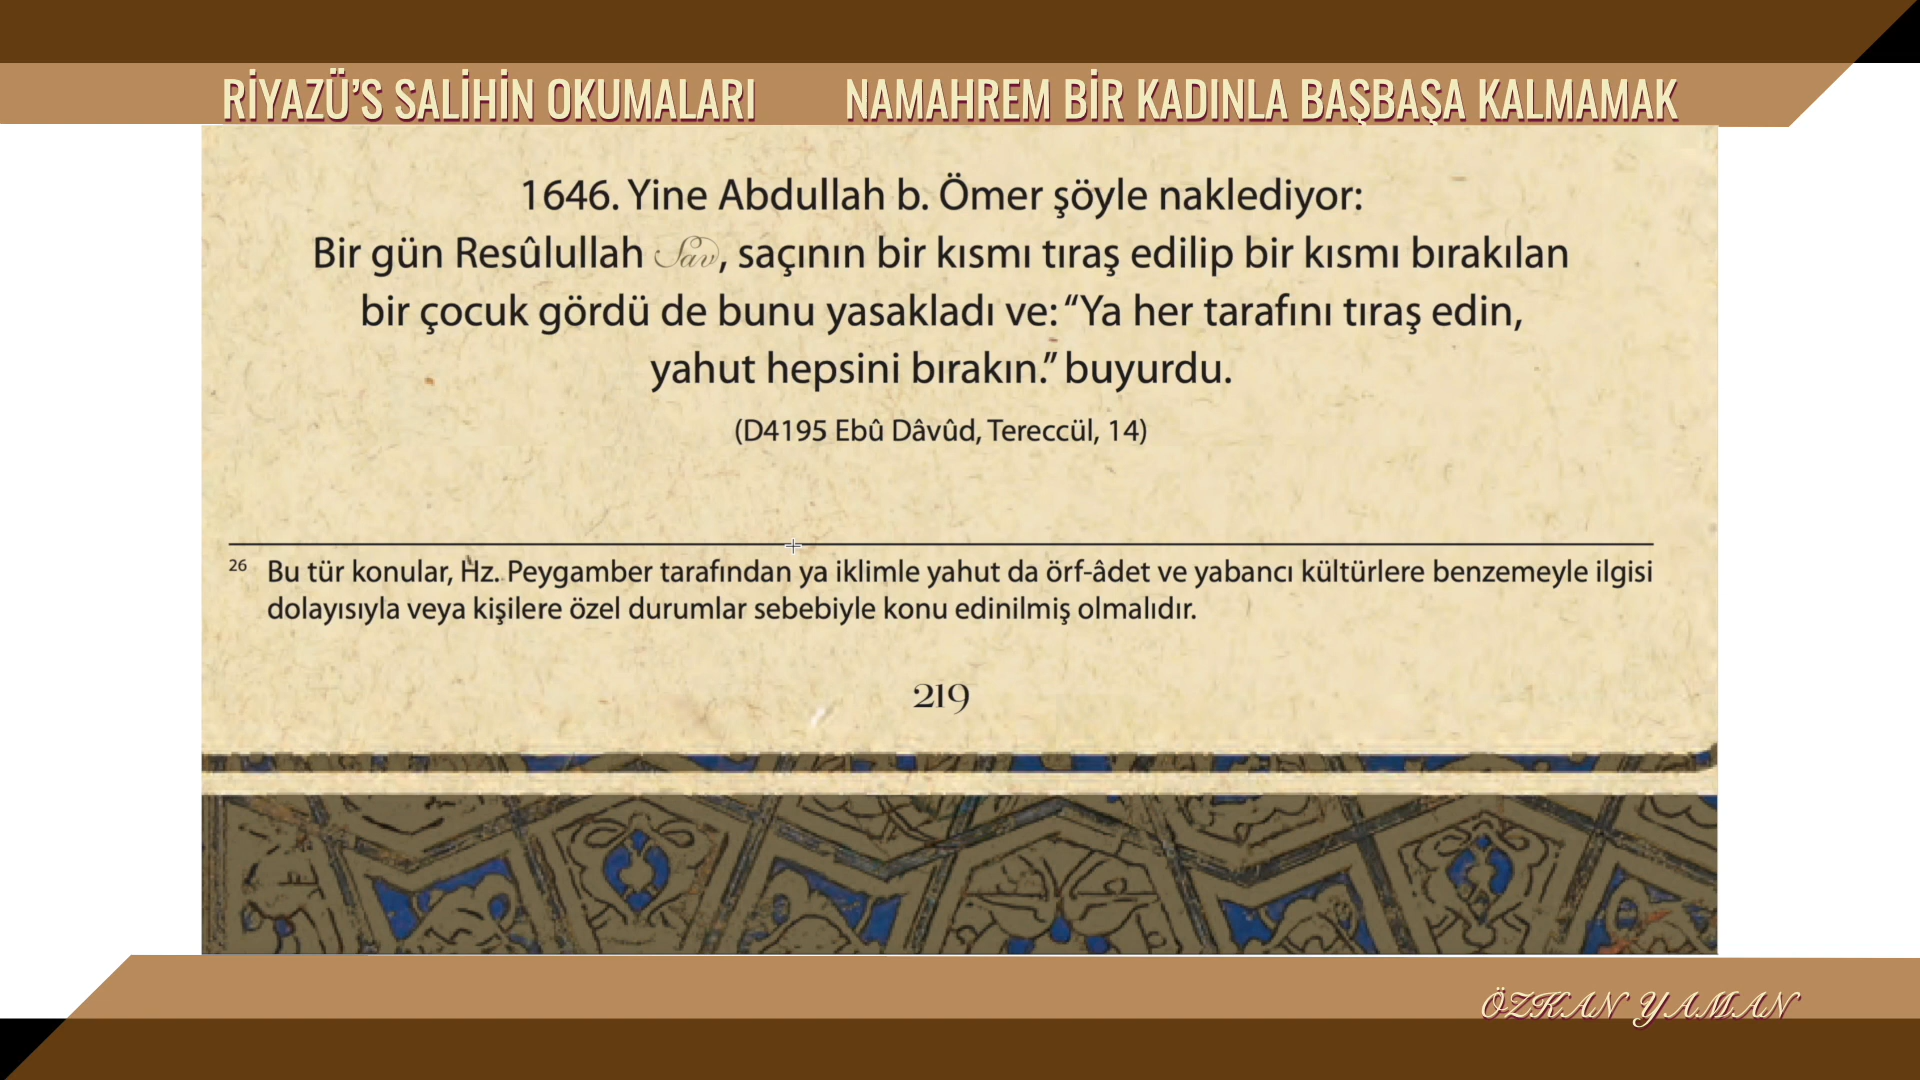 RİYAZÜ’S SALİHİN OKUMALARI NAMAHREM BİR KADINLA BAŞBAŞA KALMAMAK
1646. Yine Abdullah b. Ömer şöyle naklediyor:
Bir gün Resûlullah Sav, saçının bir kısmı tıraş edilip bir kısmı bırakılan
bir çocuk gördü de bunu yasakladı ve: “Ya her tarafını tıraş edin,
yahut hepsini bırakın.” buyurdu.
(D4195 Ebû Dâvûd, Tereccül, 14)
26 Bu tür konular, Hz. Peygamber tarafından ya iklimle yahut da örf-âdet ve yabancı kültürlere benzemeyle ilgisi
dolayısıyla veya kişilere özel durumlar sebebiyle konu edinilmiş olmalıdır.
219
ÖZKAN YAMAN